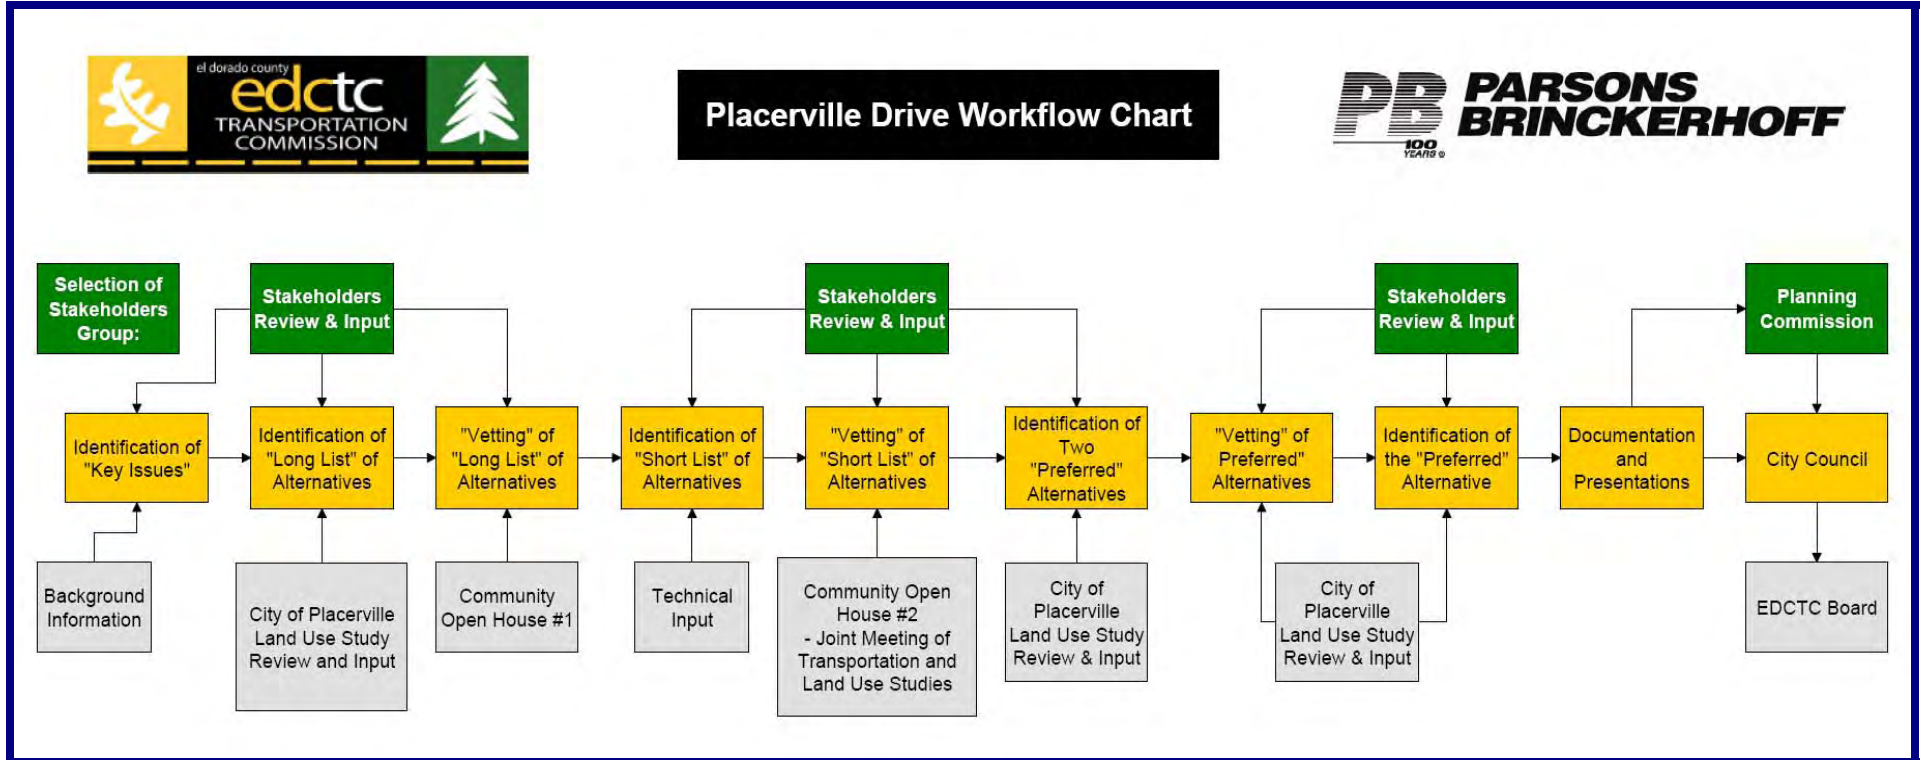 el dorado county
edctc
TRANSPORTATION
COMMISSION
Placerville Drive Workflow Chart
PB
100
YEARS ®
PARSONS
BRINCKERHOFF
Selection of
Stakeholders
Group:
Stakeholders
Review & Input
Stakeholders
Review & Input
Stakeholders
Review & Input
Planning
Commission
Identification of
"Key Issues"
Identification of
"Long List" of
Alternatives
"Vetting" of
"Long List" of
Alternatives
Identification of
"Short List" of
Alternatives
"Vetting" of
"Short List" of
Alternatives
Identification of
Two
"Preferred"
Alternatives
"Vetting" of
Preferred"
Alternatives
Identification of
the "Preferred"
Alternative
Documentation
and
Presentations
City Council
Background
Information
City of Placerville
Land Use Study
Review and Input
Community
Open House #1
Technical
Input
Community Open
House #2
- Joint Meeting of
Transportation and
Land Use Studies
City of
Placerville
Land Use Study
Review & Input
City of
Placerville
Land Use Study
Review & Input
EDCTC Board